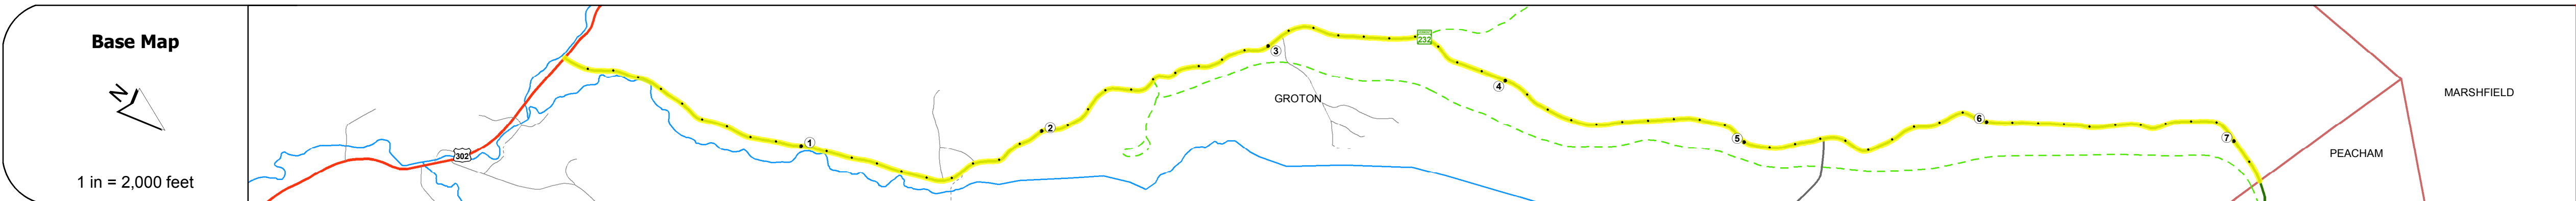 Base Map
N
1 in = 2,000 feet
302
1
2
3
GROTON
232
4
5
6
7
MARSHFIELD
PEACHAM